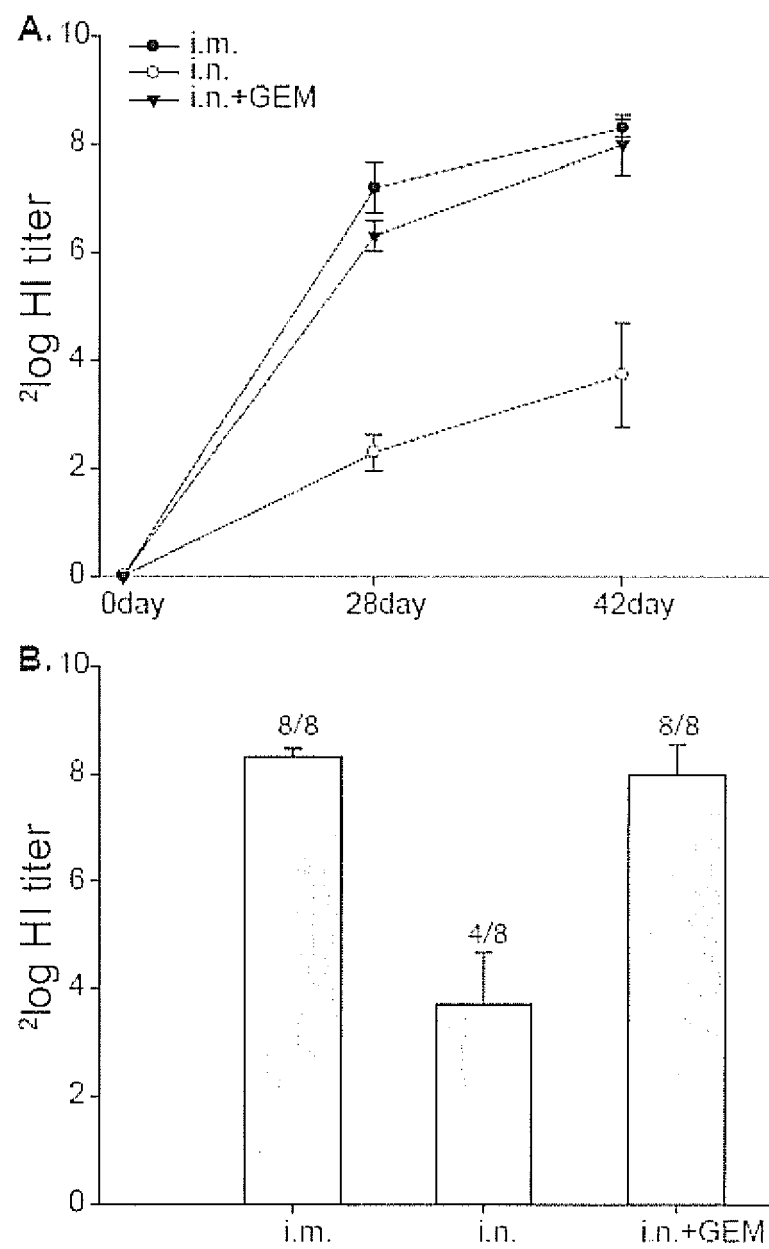 A.
10
i.m.
i.n.
i.n.+GEM
8
6
4
2
0
²log HI titer
0day 28day 42day
B.
10
8
6
4
2
0
²log HI titer
8/8
4/8
8/8
i.m. i.n. i.n.+GEM